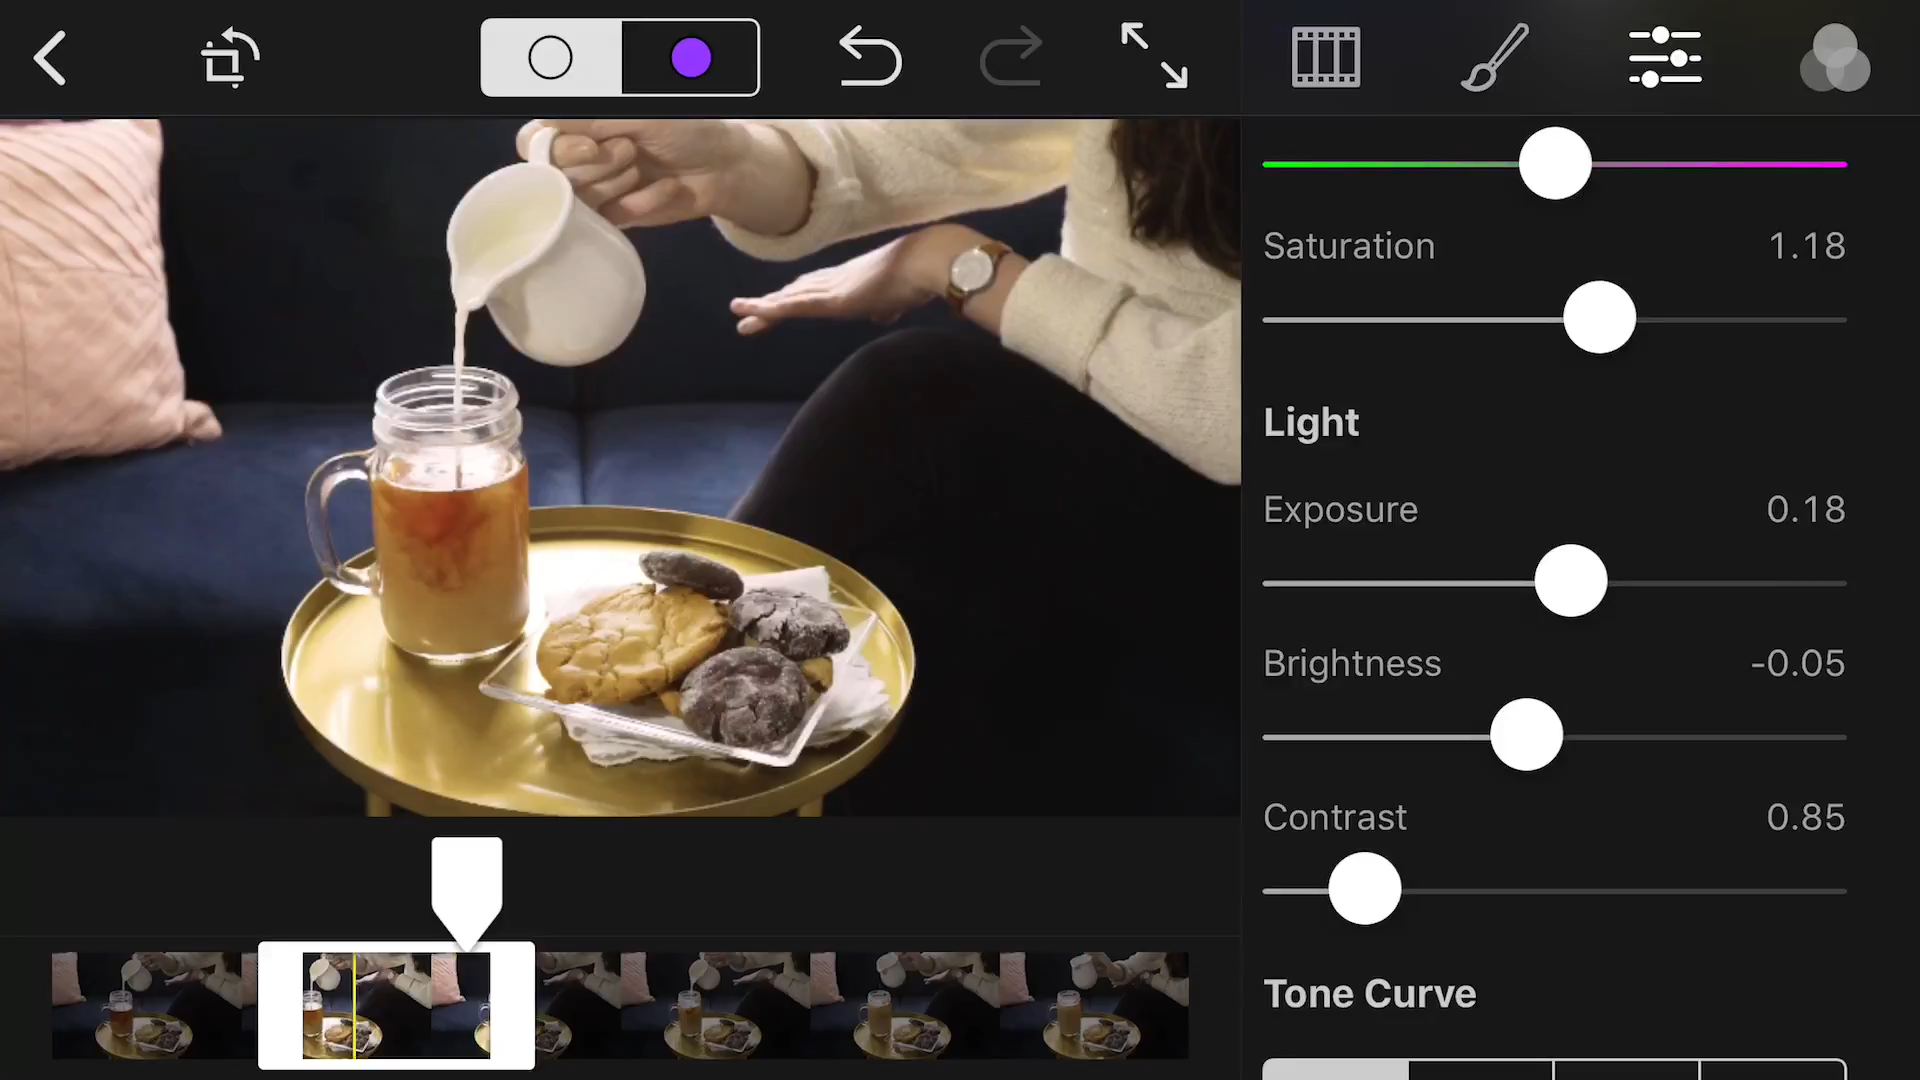 Saturation 1.18
Light
Exposure 0.18
Brightness -0.05
Contrast 0.85
Tone Curve